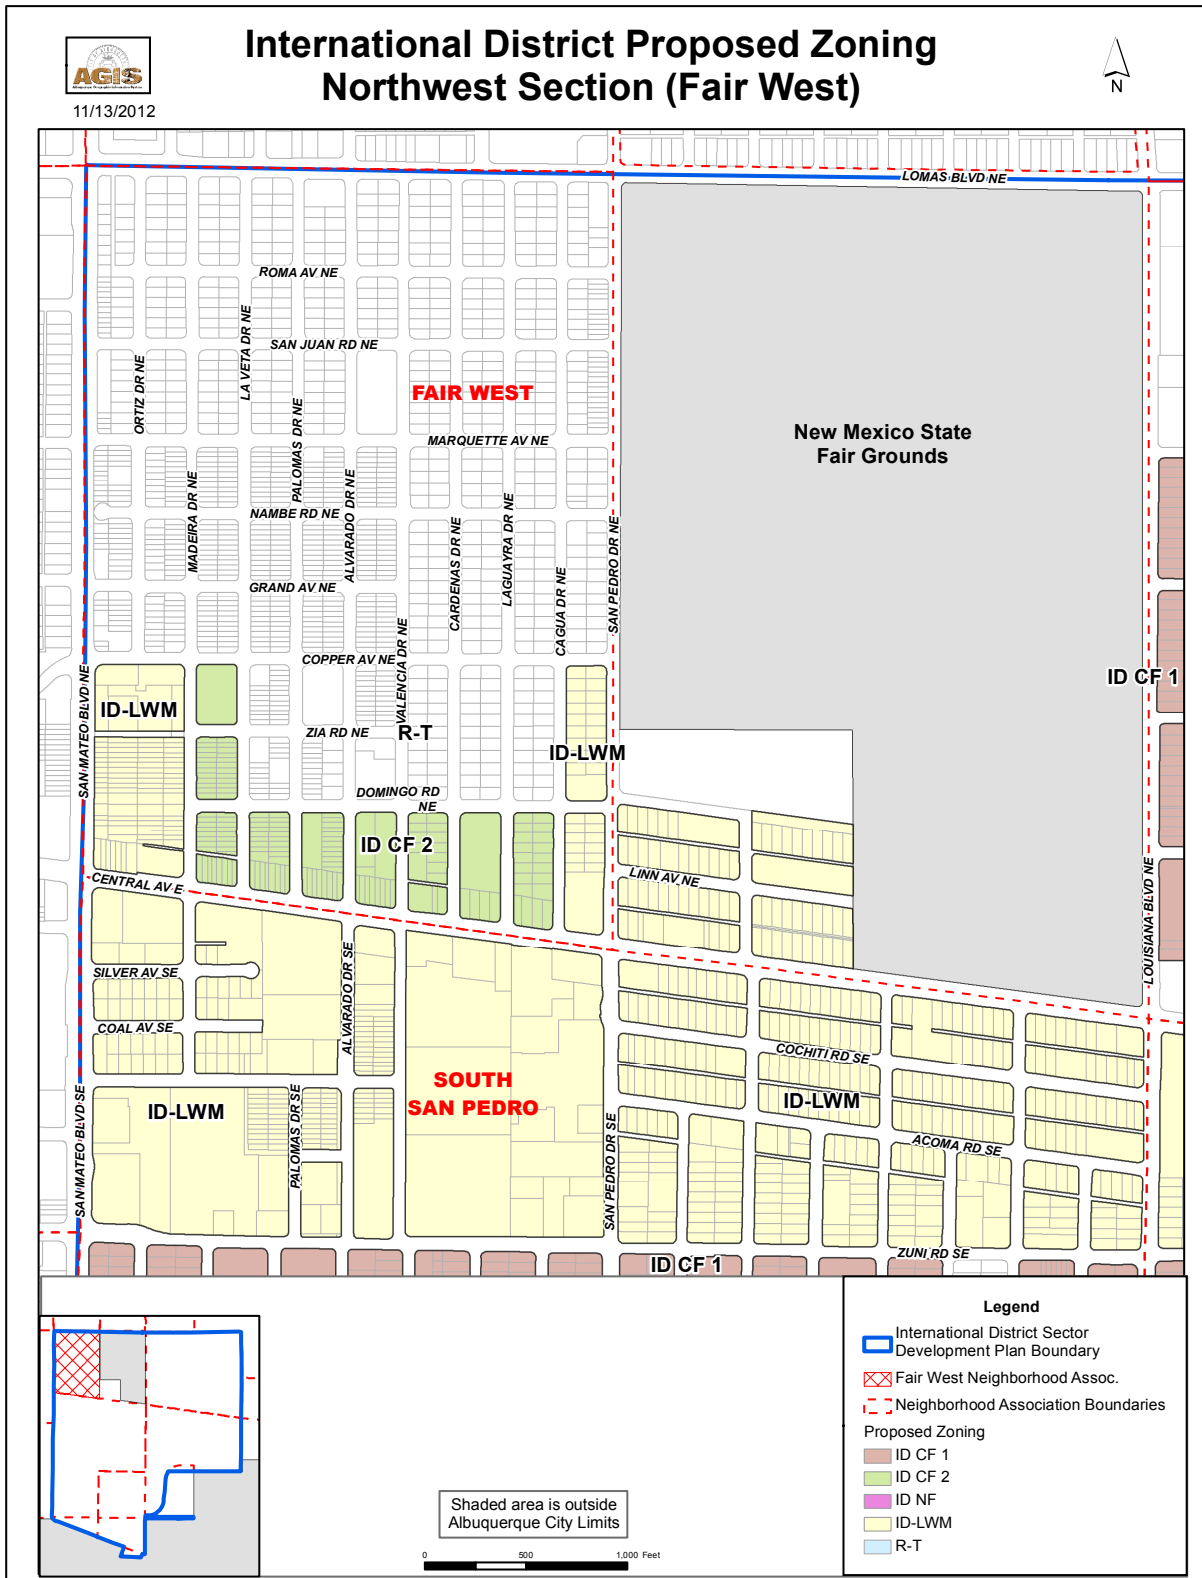 International District Proposed Zoning
Northwest Section (Fair West)
AGIS
11/13/2012
N
LOMAS BLVD NE
ROMA AV NE
SAN JUAN RD NE
LA VETA DR NE
ORTIZ DR NE
FAIR WEST
PALOMAS DR NE
MARQUETTE AV NE
New Mexico State
Fair Grounds
MADEIRA DR NE
ALVARADO DR NE
NAMBE RD NE
CARDENAS DR NE
LAGUAYRA DR NE
CAGUA DR NE
SAN PEDRO DR NE
GRAND AV NE
VALENCIA DR NE
COPPER AV NE
SAN MATEO BLVD NE
ID-LWM
ZIA RD NE
R-T
ID-LWM
ID CF 1
DOMINGO RD
NE
ID CF 2
LINN AV NE
CENTRAL AV E
LOUISIANA BLVD NE
SILVER AV SE
ALVARADO DR SE
COAL AV SE
COCHITI RD SE
SOUTH
SAN PEDRO
ID-LWM
ID-LWM
SAN MATEO BLVD SE
PALOMAS DR SE
SAN PEDRO DR SE
ACOMA RD SE
ZUNI RD SE
ID CF 1
Legend
International District Sector
Development Plan Boundary
Fair West Neighborhood Assoc.
Neighborhood Association Boundaries
Proposed Zoning
ID CF 1
ID CF 2
ID NF
ID-LWM
R-T
Shaded area is outside
Albuquerque City Limits
0 500 1,000 Feet